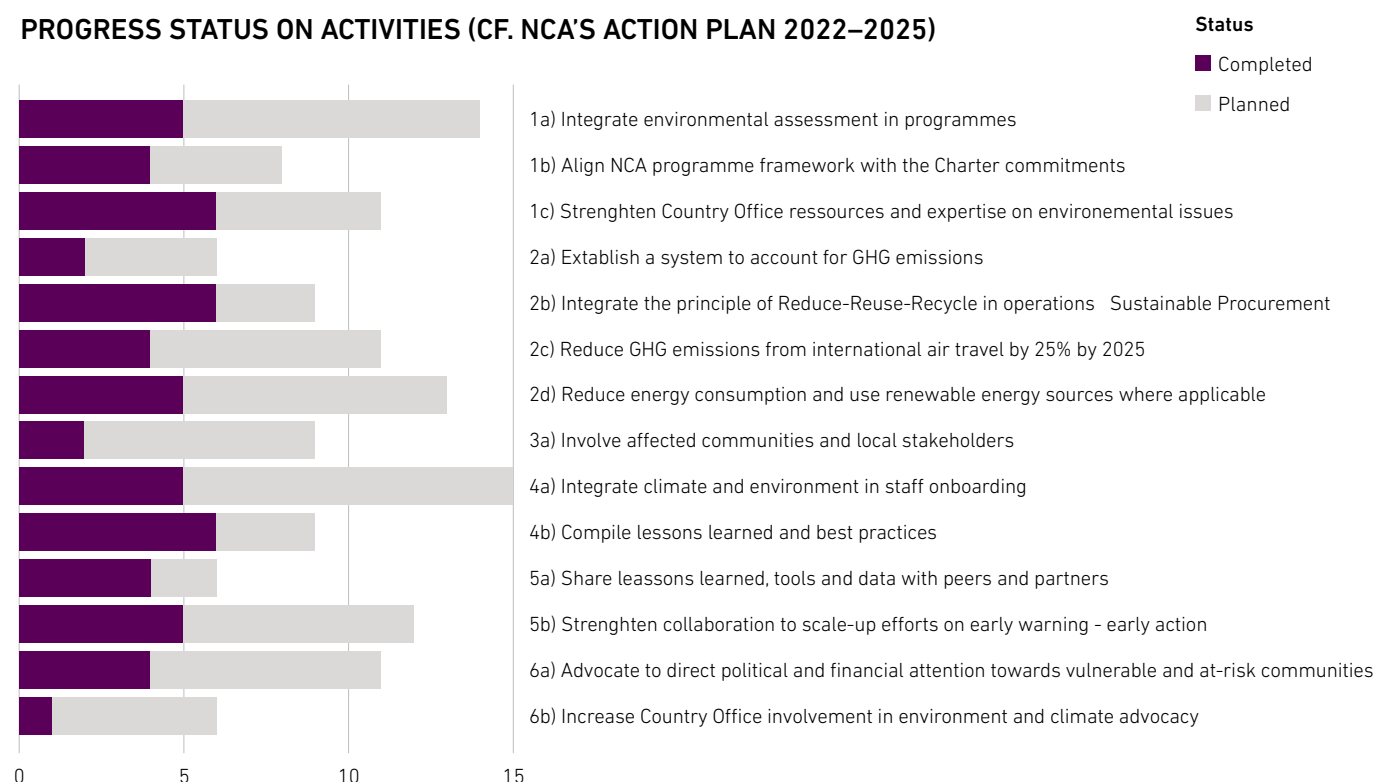 PROGRESS STATUS ON ACTIVITIES (CF. NCA'S ACTION PLAN 2022–2025)
Status
Completed
Planned
1a) Integrate environmental assessment in programmes
1b) Align NCA programme framework with the Charter commitments
1c) Strenghten Country Office ressources and expertise on environemental issues
2a) Extablish a system to account for GHG emissions
2b) Integrate the principle of Reduce-Reuse-Recycle in operations   Sustainable Procurement
2c) Reduce GHG emissions from international air travel by 25% by 2025
2d) Reduce energy consumption and use renewable energy sources where applicable
3a) Involve affected communities and local stakeholders
4a) Integrate climate and environment in staff onboarding
4b) Compile lessons learned and best practices
5a) Share leassons learned, tools and data with peers and partners
5b) Strenghten collaboration to scale-up efforts on early warning - early action
6a) Advocate to direct political and financial attention towards vulnerable and at-risk communities
6b) Increase Country Office involvement in environment and climate advocacy
0 5 10 15